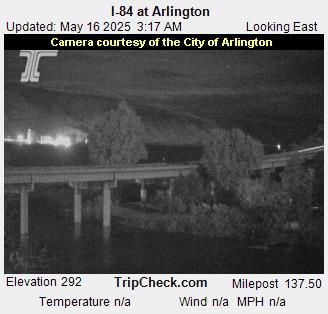 I-84 at Arlington
Updated: May 16 2025 3:17 AM Looking East
Camera courtesy of the City of Arlington
Elevation 292 TripCheck.com Milepost 137.50
Temperature n/a Wind n/a MPH n/a